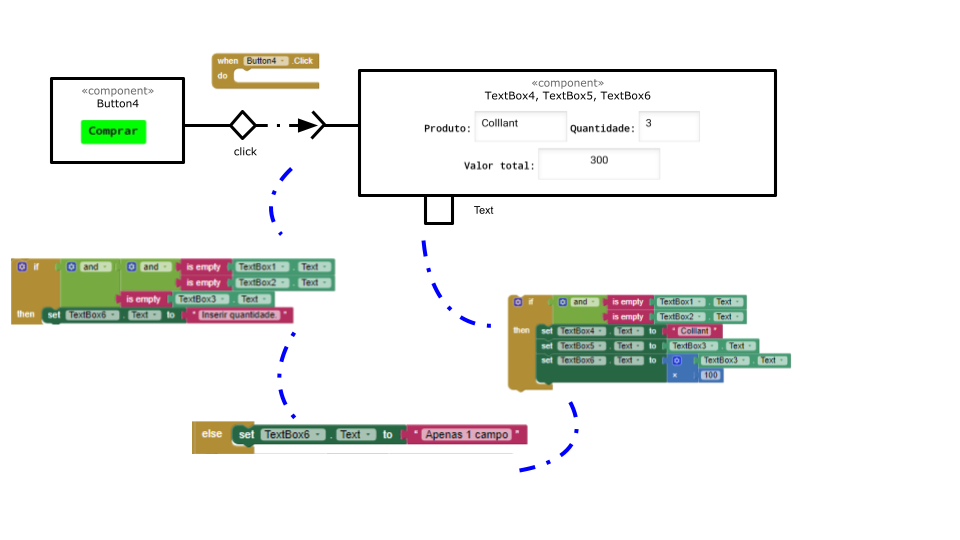 when Button4 .Click
do
«component»
Button4
Comprar
click
«component»
TextBox4, TextBox5, TextBox6
Produto: Colllant Quantidade: 3
Valor total: 300
Text
if and and is empty TextBox1 . Text
is empty TextBox2 . Text
is empty TextBox3 . Text
then set TextBox6 . Text to " Inserir quantidade. "
if and is empty TextBox1 . Text
is empty TextBox2 . Text
then set TextBox4 . Text to " Collant "
set TextBox5 . Text to TextBox3 . Text
set TextBox6 . Text to TextBox3 . Text
× 100
else set TextBox6 . Text to " Apenas 1 campo "